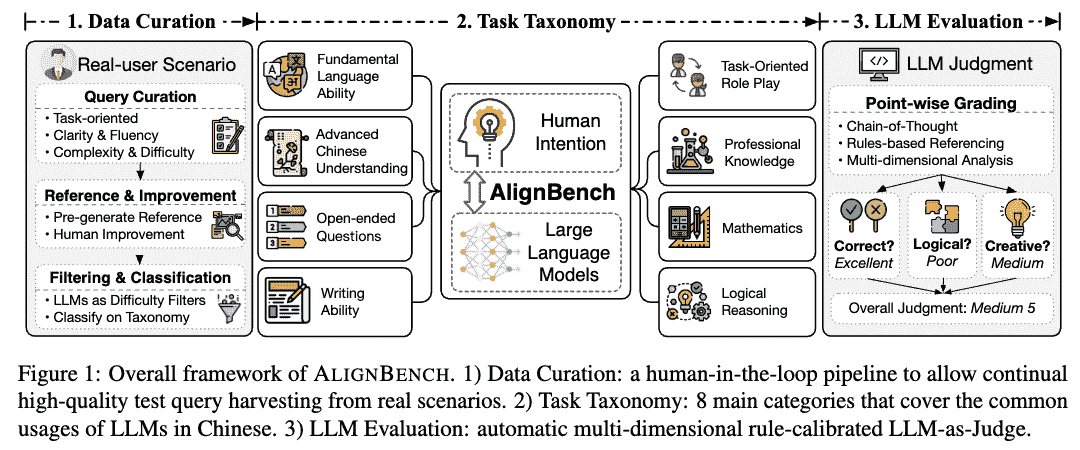 1. Data Curation
2. Task Taxonomy
3. LLM Evaluation
Real-user Scenario
Query Curation
• Task-oriented
• Clarity & Fluency
• Complexity & Difficulty
Reference & Improvement
• Pre-generate Reference
• Human Improvement
Filtering & Classification
• LLMs as Difficulty Filters
• Classify on Taxonomy
Fundamental
Language
Ability
Advanced
Chinese
Understanding
1
2
3
Open-ended
Questions
Writing
Ability
Human
Intention
AlignBench
Large
Language
Models
Task-Oriented
Role Play
Professional
Knowledge
Mathematics
Logical
Reasoning
LLM Judgment
Point-wise Grading
• Chain-of-Thought
• Rules-based Referencing
• Multi-dimensional Analysis
Correct?
Excellent
Logical?
Poor
Creative?
Medium
Overall Judgment: Medium 5
Figure 1: Overall framework of ALIGNBENCH. 1) Data Curation: a human-in-the-loop pipeline to allow continual
high-quality test query harvesting from real scenarios. 2) Task Taxonomy: 8 main categories that cover the common
usages of LLMs in Chinese. 3) LLM Evaluation: automatic multi-dimensional rule-calibrated LLM-as-Judge.